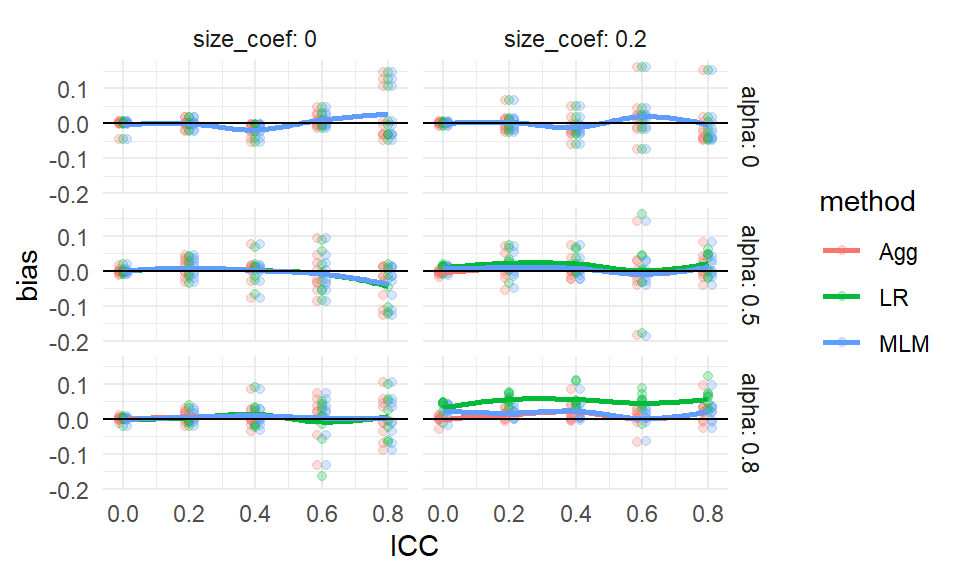 size_coef: 0
size_coef: 0.2
0.1
0.0
-0.1
-0.2
alpha: 0
0.1
0.0
-0.1
-0.2
alpha: 0.5
0.1
0.0
-0.1
-0.2
alpha: 0.8
bias
0.0 0.2 0.4 0.6 0.8
0.0 0.2 0.4 0.6 0.8
ICC
method
Agg
LR
MLM